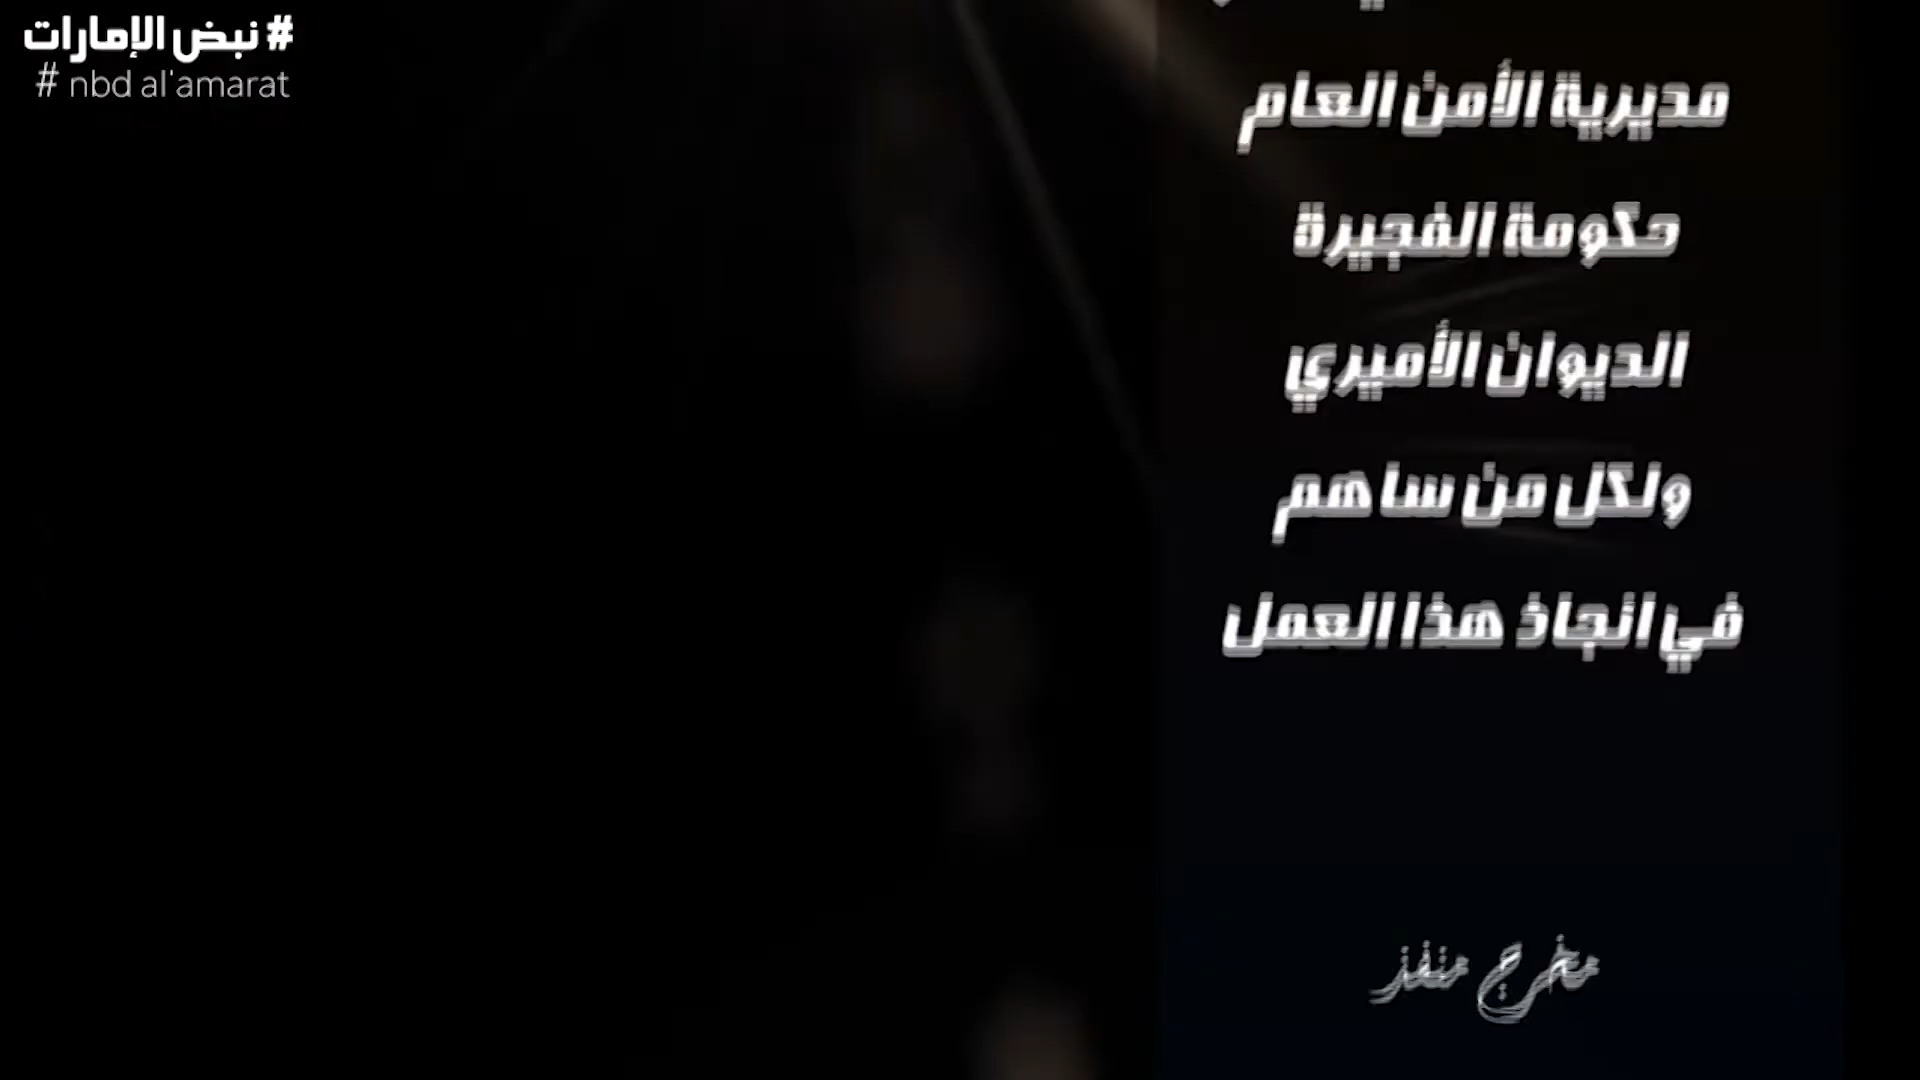 # نبض الإمارات
# nbd al'amarat
مديرية الأمن العام
حكومة الفجيرة
الديوان الأميري
ولكل من ساهم
في انجاذ هذا العمل
مخرج منفذ